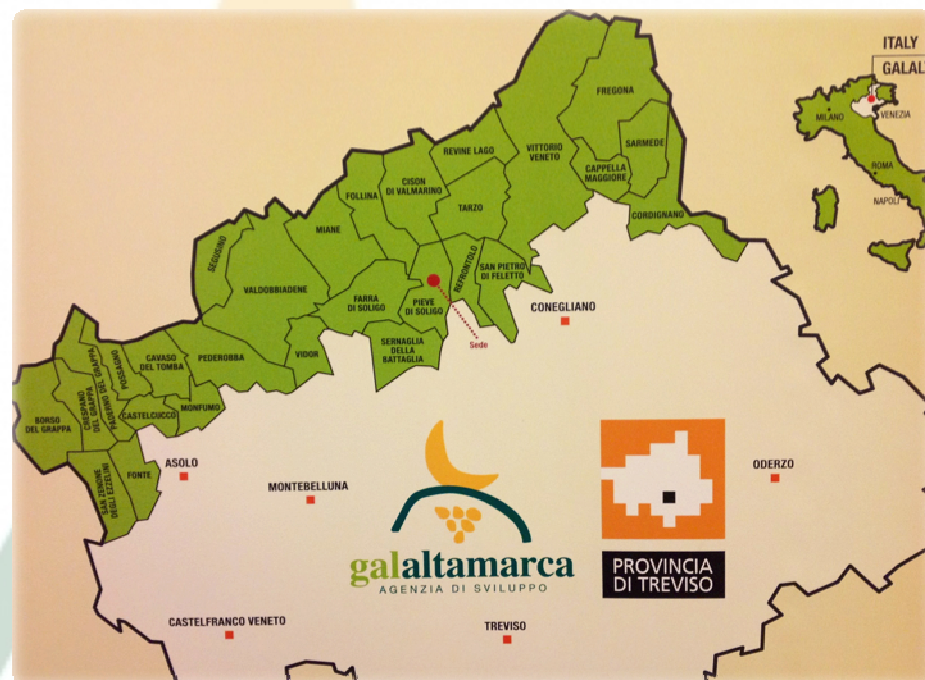 ITALY
GALAL
FREGONA
MILANO
VENEZIA
SARMEDE
VITTORIO
VENETO
REVINE LAGO
CAPPELLA
MAGGIORE
ROMA
CISON
DI VALMARINO
FOLLINA
NAPOLI
TARZO
CORDIGNANO
MIANE
SEGUSINO
REFRONTOLO
SAN PIETRO
DI FELETTO
VALDOBBIADENE
FARRA
DI SOLIGO
PIEVE
DI SOLIGO
CONEGLIANO
Sede
SERNAGLIA
DELLA
BATTAGLIA
VIDOR
PEDEROBBA
CAVASO
DEL TOMBA
POSSAGNO
PADERNO DEL GRAPPA
CRESPANO
DEL GRAPPA
BORSO
DEL GRAPPA
CASTELCUCCO
MONFUMO
ASOLO
FONTE
SAN ZENONE
DEGLI EZZELINI
MONTEBELLUNA
ODERZO
galaltamarca
AGENZIA DI SVILUPPO
PROVINCIA
DI TREVISO
CASTELFRANCO VENETO
TREVISO